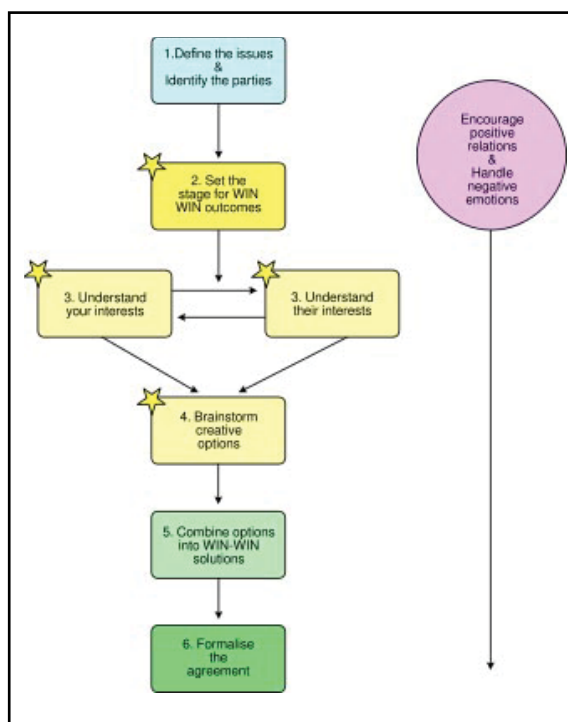 1.Define the issues
&
Identify the parties
Encourage
positive
relations
&
Handle
negative
emotions
2. Set the
stage for WIN
WIN outcomes
3. Understand
your interests
3. Understand
their interests
4. Brainstorm
creative
options
5. Combine options
into WIN-WIN
solutions
6. Formalise
the
agreement